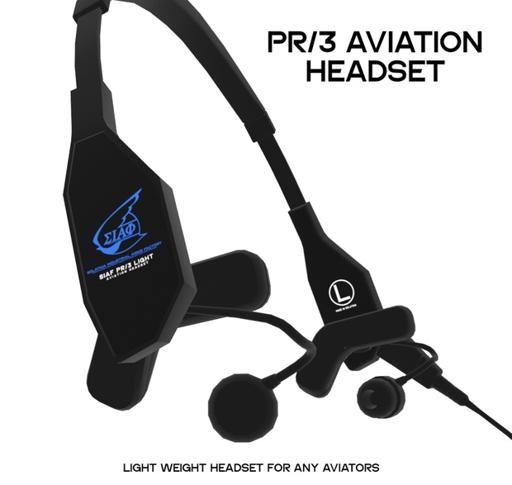 PR/3 AVIATION
HEADSET
ΣΙΑΦ
SIAF PR/3 LIGHT
AVIATION HEADSET
L
LIGHT WEIGHT HEADSET FOR ANY AVIATORS